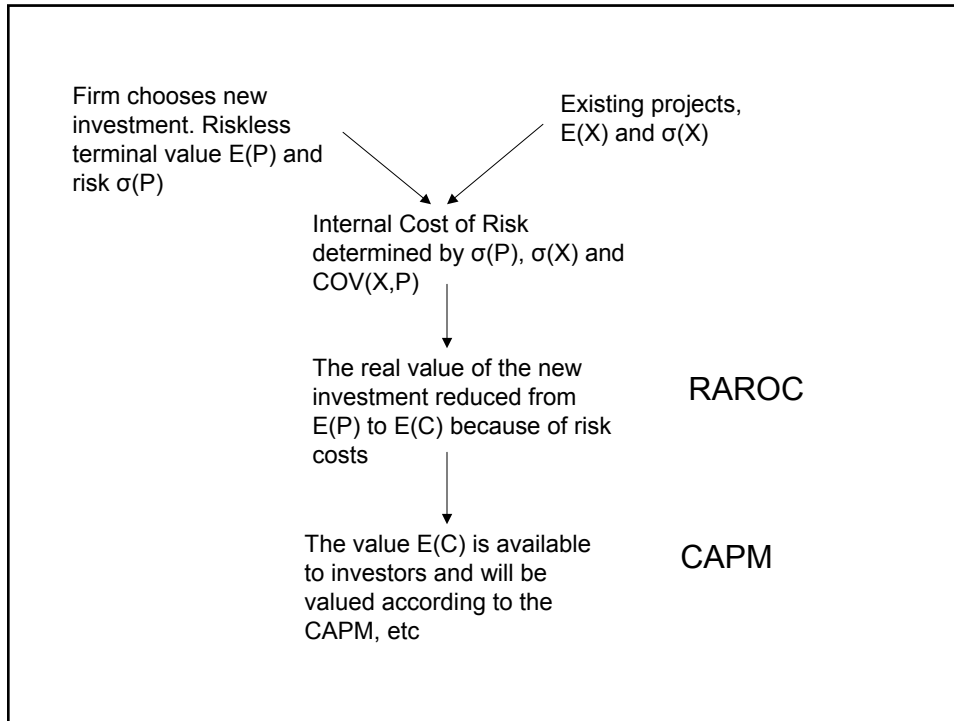 Firm chooses new
investment. Riskless
terminal value E(P) and
risk σ(P)
Existing projects,
E(X) and σ(X)
Internal Cost of Risk
determined by σ(P), σ(X) and
COV(X,P)
The real value of the new
investment reduced from
E(P) to E(C) because of risk
costs
RAROC
The value E(C) is available
to investors and will be
valued according to the
CAPM, etc
CAPM